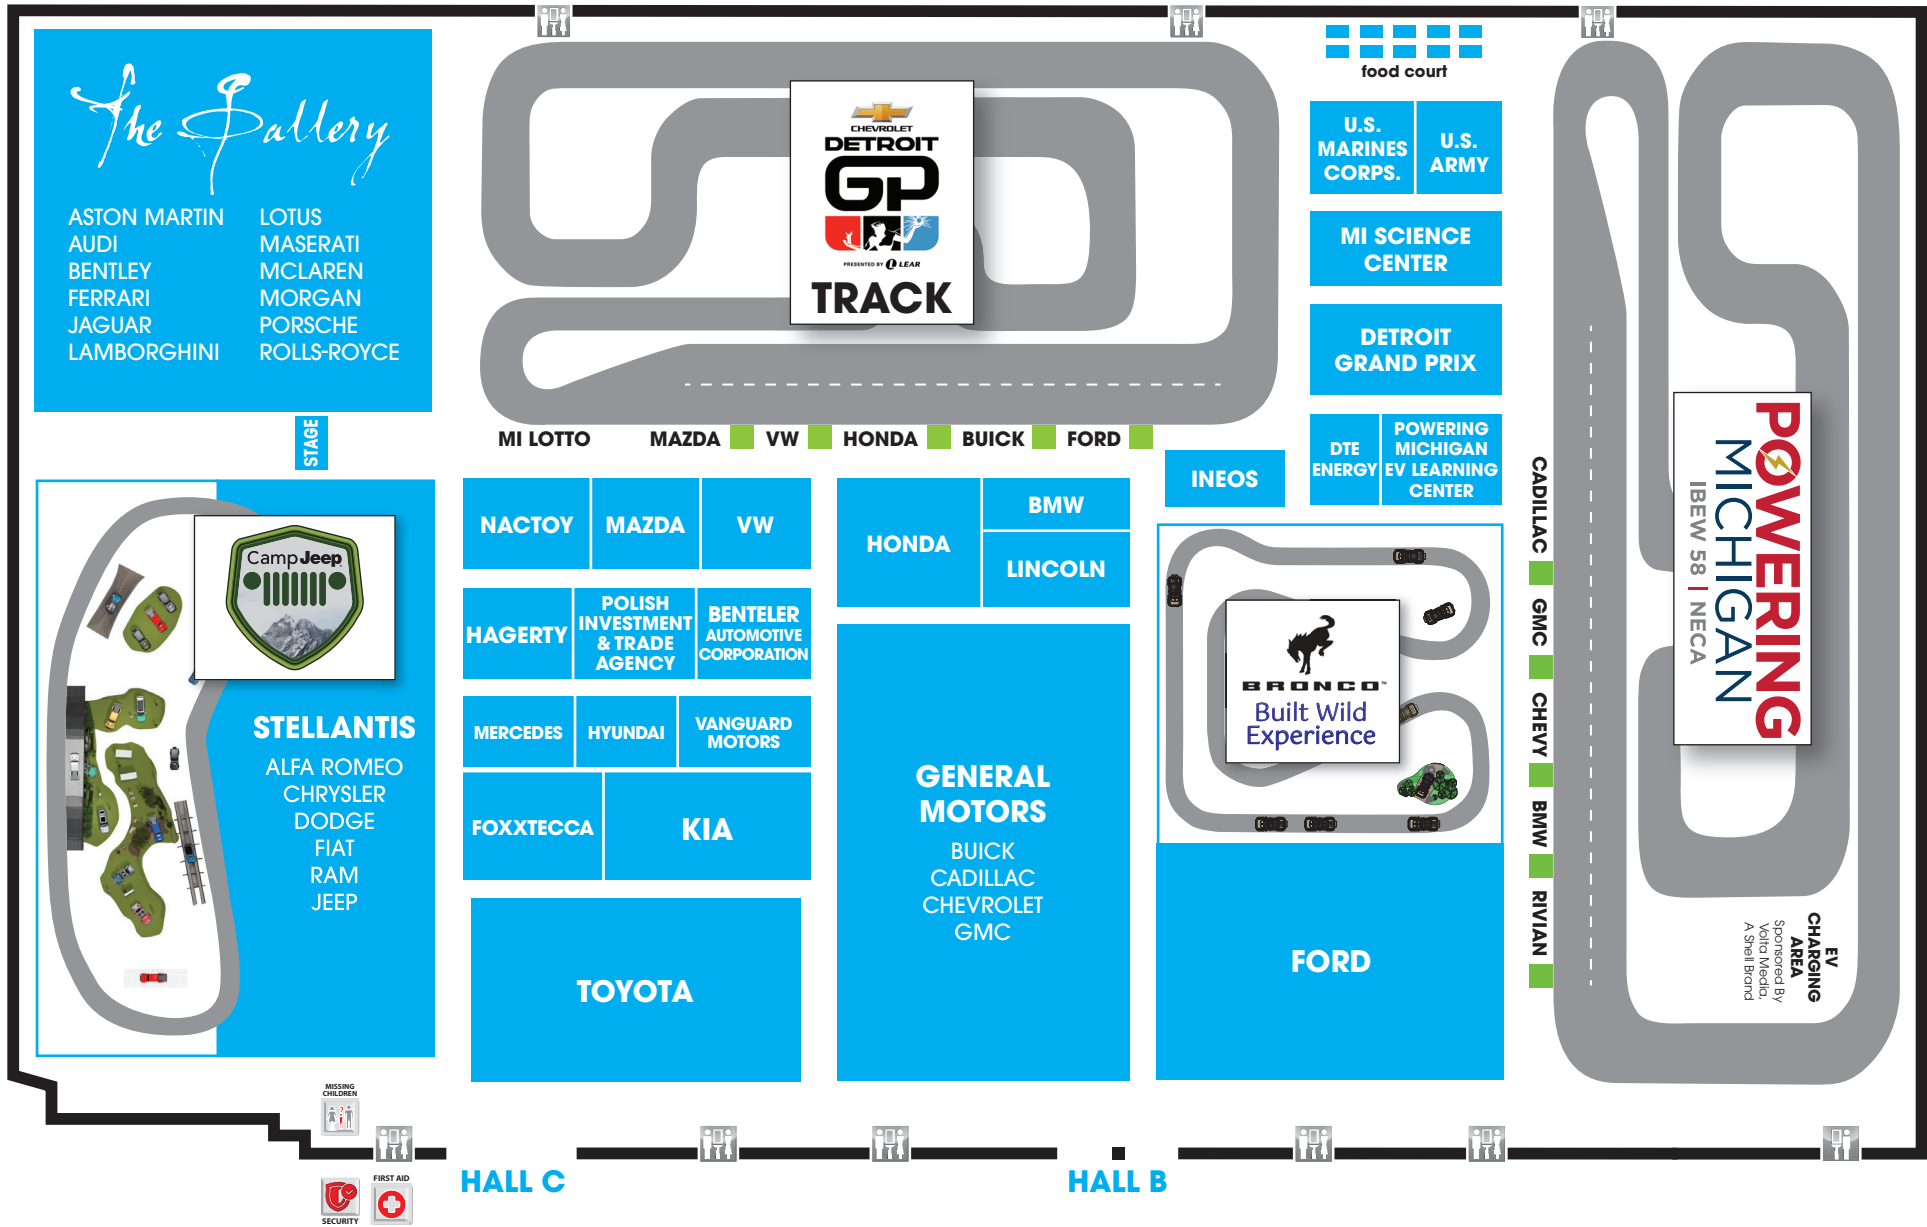 The Gallery
ASTON MARTIN
AUDI
BENTLEY
FERRARI
JAGUAR
LAMBORGHINI
LOTUS
MASERATI
MCLAREN
MORGAN
PORSCHE
ROLLS-ROYCE
STAGE
CHEVROLET
DETROIT
GP
PRESENTED BY LEAR
TRACK
food court
U.S.
MARINES
CORPS.
U.S.
ARMY
MI SCIENCE
CENTER
DETROIT
GRAND PRIX
DTE
ENERGY
POWERING
MICHIGAN
EV LEARNING
CENTER
MI LOTTO
MAZDA
VW
HONDA
BUICK
FORD
INEOS
Camp Jeep
STELLANTIS
ALFA ROMEO
CHRYSLER
DODGE
FIAT
RAM
JEEP
NACTOY
MAZDA
VW
HAGERTY
POLISH
INVESTMENT
& TRADE
AGENCY
BENTELER
AUTOMOTIVE
CORPORATION
MERCEDES
HYUNDAI
VANGUARD
MOTORS
FOXXTECCA
KIA
TOYOTA
HONDA
BMW
LINCOLN
GENERAL
MOTORS
BUICK
CADILLAC
CHEVROLET
GMC
BRONCO™
Built Wild
Experience
FORD
CADILLAC
GMC
CHEVY
BMW
RIVIAN
POWERING
MICHIGAN
IBEW 58 | NECA
EV
CHARGING
AREA
Sponsored By
Volta Media,
A Shell Brand
MISSING
CHILDREN
SECURITY
FIRST AID
HALL C
HALL B